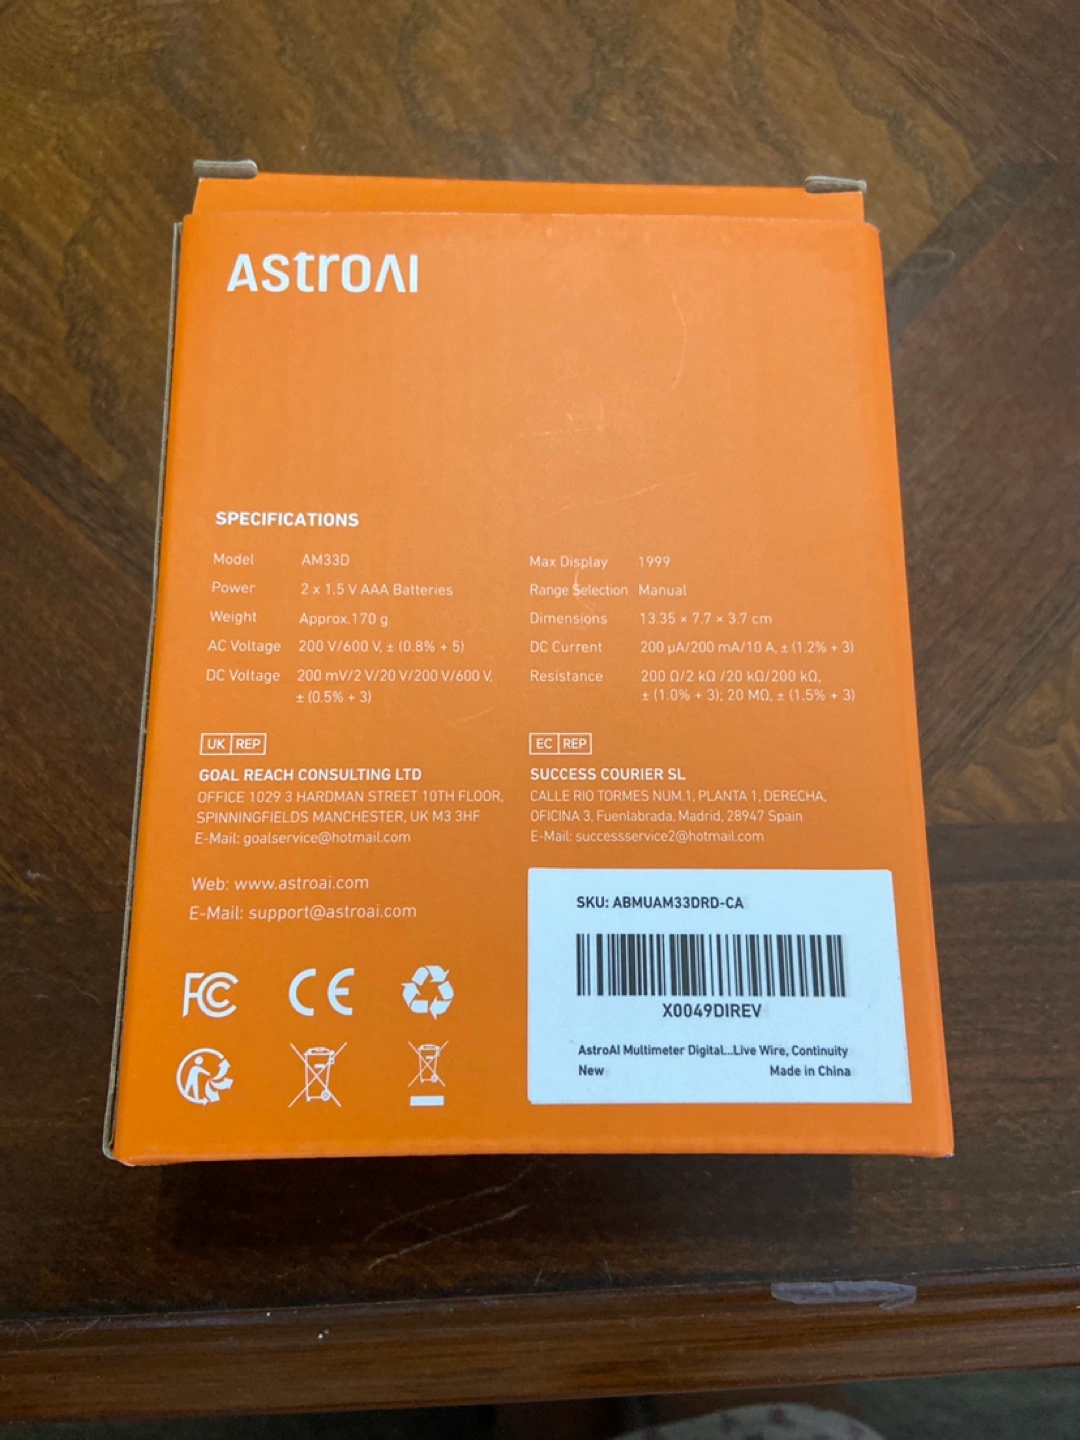 ASTROAI
SPECIFICATIONS
Model AM33D
Power 2 x 1.5 V AAA Batteries
Weight Approx.170 g
AC Voltage 200 V/600 V, ± (0.8% + 5)
DC Voltage 200 mV/2 V/20 V/200 V/600 V,
± (0.5% + 3)
Max Display 1999
Range Selection Manual
Dimensions 13.35 × 7.7 × 3.7 cm
DC Current 200 µA/200 mA/10 A, ± (1.2% + 3)
Resistance 200 Ω/2 kΩ /20 kΩ/200 kΩ,
± (1.0% + 3); 20 MΩ, ± (1.5% + 3)
UK REP
GOAL REACH CONSULTING LTD
OFFICE 1029 3 HARDMAN STREET 10TH FLOOR,
SPINNINGFIELDS MANCHESTER, UK M3 3HF
E-Mail: goalservice@hotmail.com
EC REP
SUCCESS COURIER SL
CALLE RIO TORMES NUM.1, PLANTA 1, DERECHA,
OFICINA 3, Fuenlabrada, Madrid, 28947 Spain
E-Mail: successservice2@hotmail.com
Web: www.astroai.com
E-Mail: support@astroai.com
FC CE
SKU: ABMUAM33DRD-CA
X0049DIREV
AstroAI Multimeter Digital...Live Wire, Continuity
New Made in China